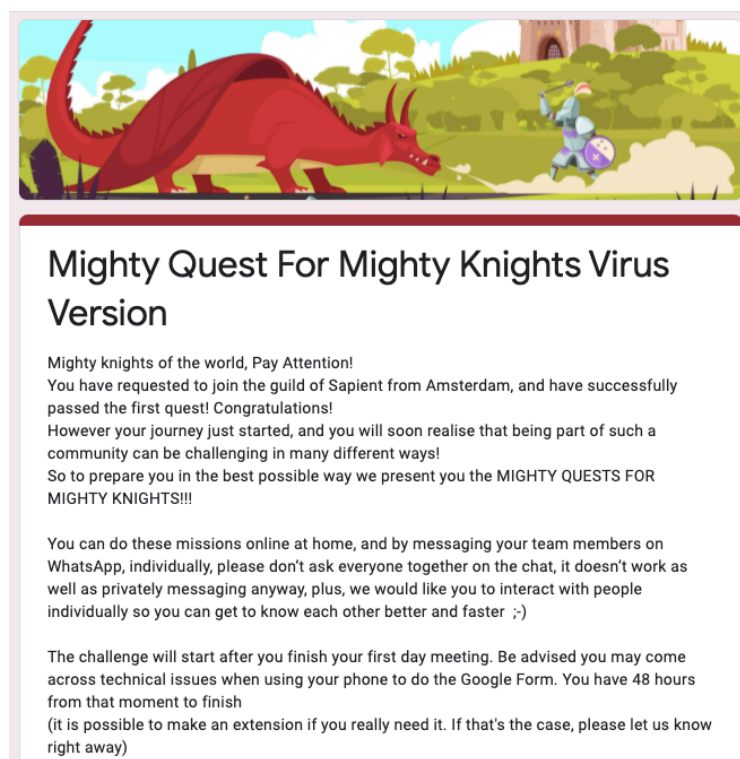 Mighty Quest For Mighty Knights Virus
Version
Mighty knights of the world, Pay Attention!
You have requested to join the guild of Sapient from Amsterdam, and have successfully
passed the first quest! Congratulations!
However your journey just started, and you will soon realise that being part of such a
community can be challenging in many different ways!
So to prepare you in the best possible way we present you the MIGHTY QUESTS FOR
MIGHTY KNIGHTS!!!
You can do these missions online at home, and by messaging your team members on
WhatsApp, individually, please don't ask everyone together on the chat, it doesn't work as
well as privately messaging anyway, plus, we would like you to interact with people
individually so you can get to know each other better and faster ;-)
The challenge will start after you finish your first day meeting. Be advised you may come
across technical issues when using your phone to do the Google Form. You have 48 hours
from that moment to finish
(it is possible to make an extension if you really need it. If that's the case, please let us know
right away)